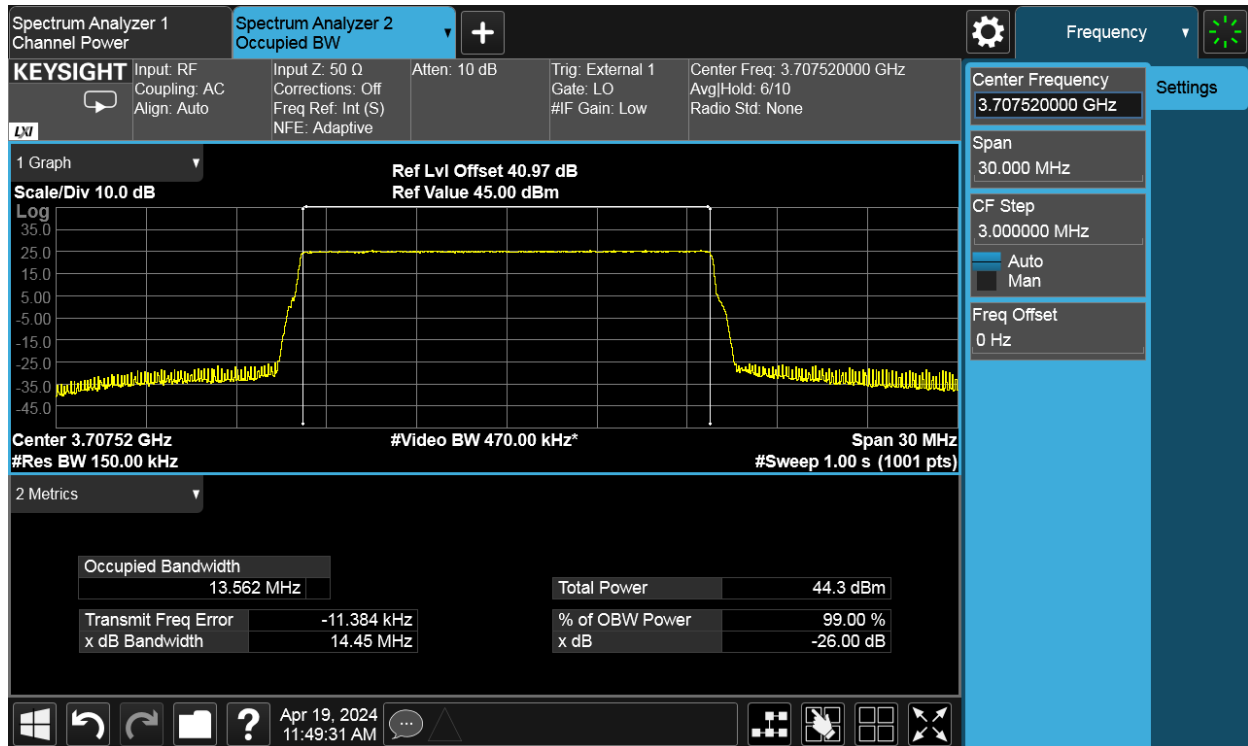 Spectrum Analyzer 1
Channel Power
Spectrum Analyzer 2
Occupied BW
+
Frequency
KEYSIGHT
LXI
Input: RF
Coupling: AC
Align: Auto
Input Z: 50 Ω
Corrections: Off
Freq Ref: Int (S)
NFE: Adaptive
Atten: 10 dB
Trig: External 1
Gate: LO
#IF Gain: Low
Center Freq: 3.707520000 GHz
Avg|Hold: 6/10
Radio Std: None
Center Frequency
3.707520000 GHz
Settings
Span
30.000 MHz
CF Step
3.000000 MHz
Auto
Man
Freq Offset
0 Hz
1 Graph
Scale/Div 10.0 dB
Ref Lvl Offset 40.97 dB
Ref Value 45.00 dBm
Log
35.0
25.0
15.0
5.00
-5.00
-15.0
-25.0
-35.0
-45.0
Center 3.70752 GHz
#Video BW 470.00 kHz*
Span 30 MHz
#Res BW 150.00 kHz
#Sweep 1.00 s (1001 pts)
2 Metrics
Occupied Bandwidth
13.562 MHz
Total Power 44.3 dBm
Transmit Freq Error -11.384 kHz
% of OBW Power 99.00 %
x dB Bandwidth 14.45 MHz
x dB -26.00 dB
?
Apr 19, 2024
11:49:31 AM